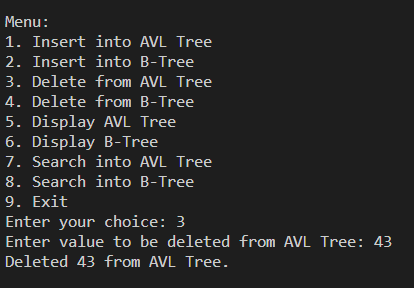 Menu:
1. Insert into AVL Tree
2. Insert into B-Tree
3. Delete from AVL Tree
4. Delete from B-Tree
5. Display AVL Tree
6. Display B-Tree
7. Search into AVL Tree
8. Search into B-Tree
9. Exit
Enter your choice: 3
Enter value to be deleted from AVL Tree: 43
Deleted 43 from AVL Tree.